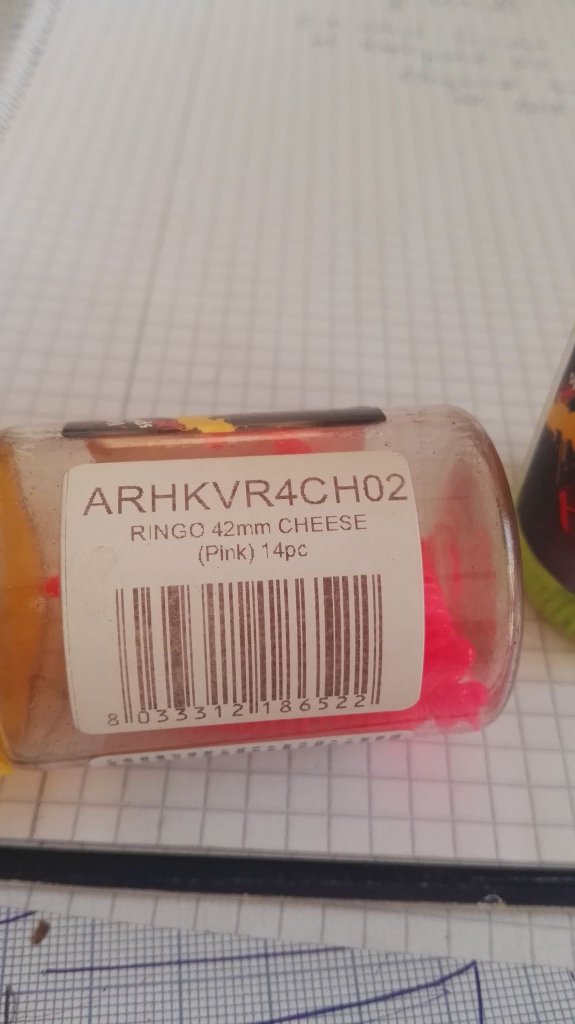 ARHKVR4CH02
RINGO 42mm CHEESE
(Pink) 14pc
8 033312 186522